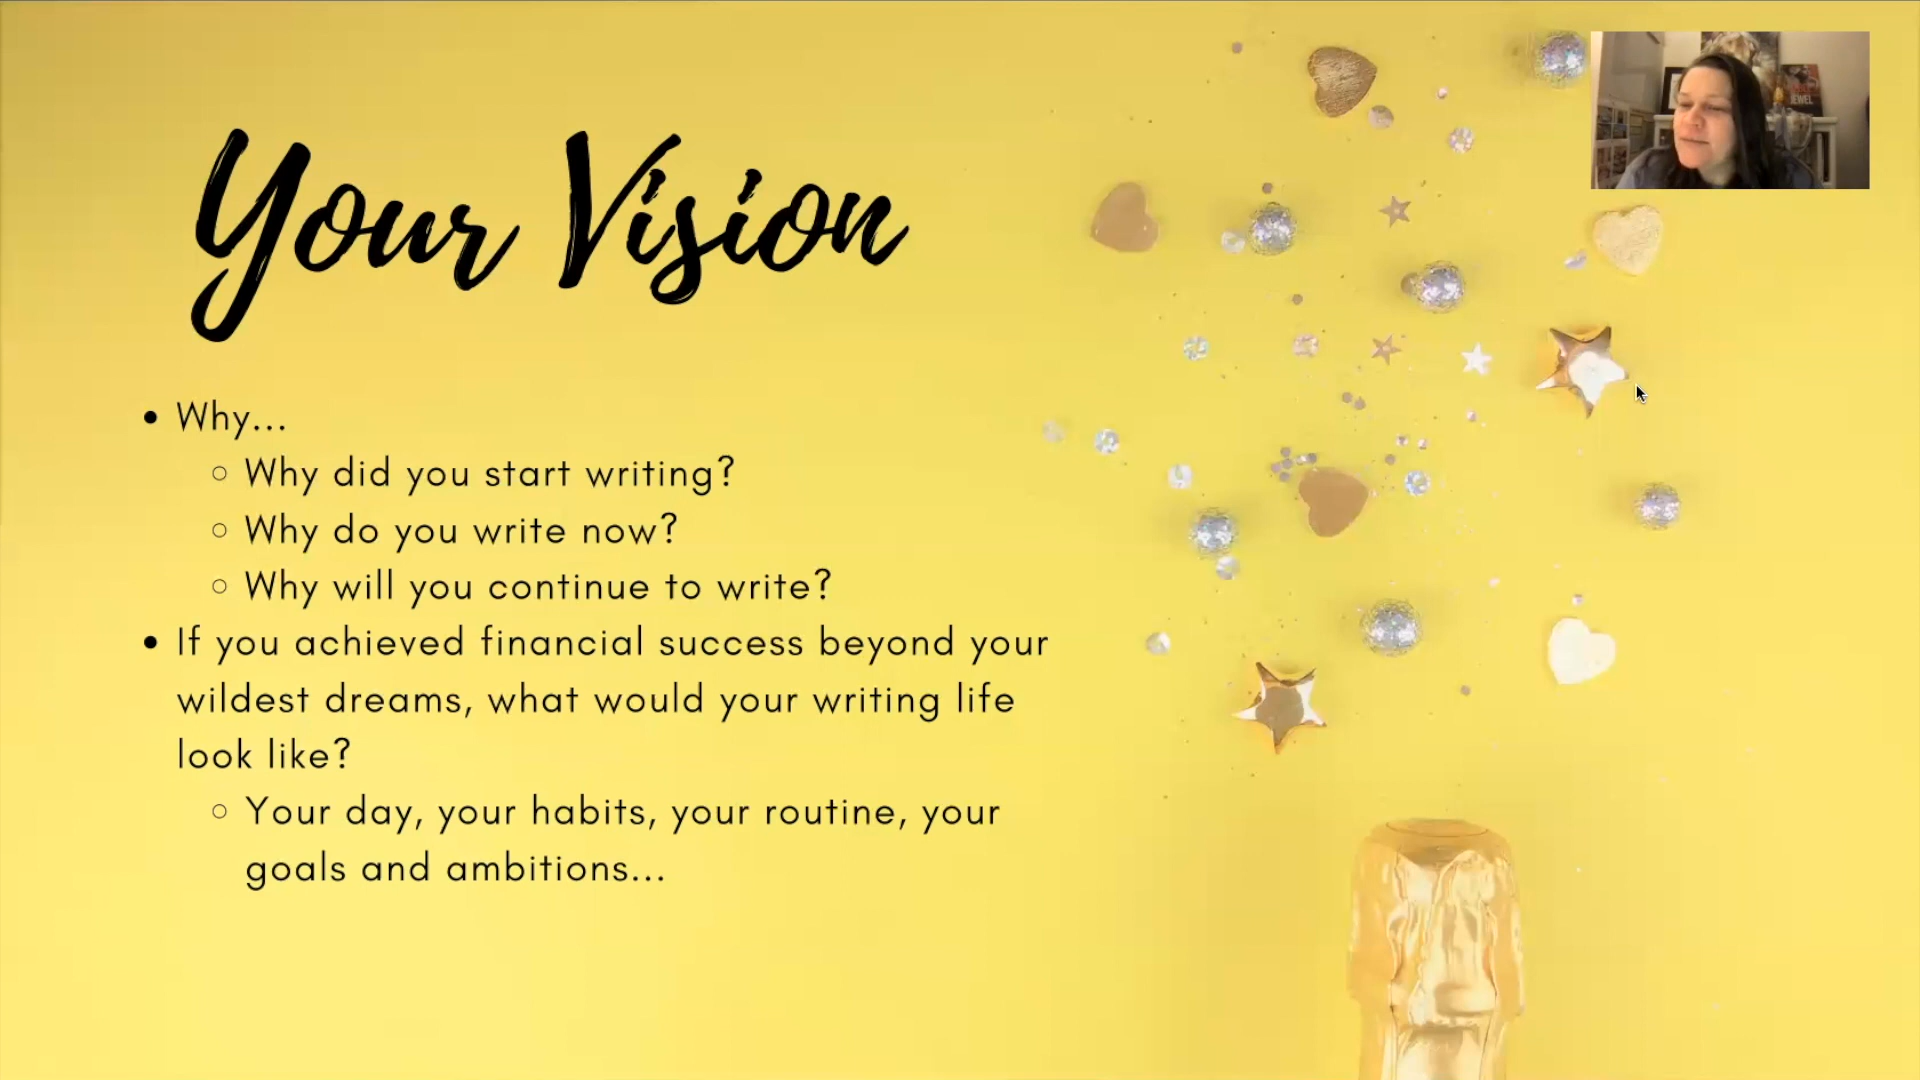 Your Vision
JEWEL
• Why...
○ Why did you start writing?
○ Why do you write now?
○ Why will you continue to write?
• If you achieved financial success beyond your
wildest dreams, what would your writing life
look like?
○ Your day, your habits, your routine, your
goals and ambitions...